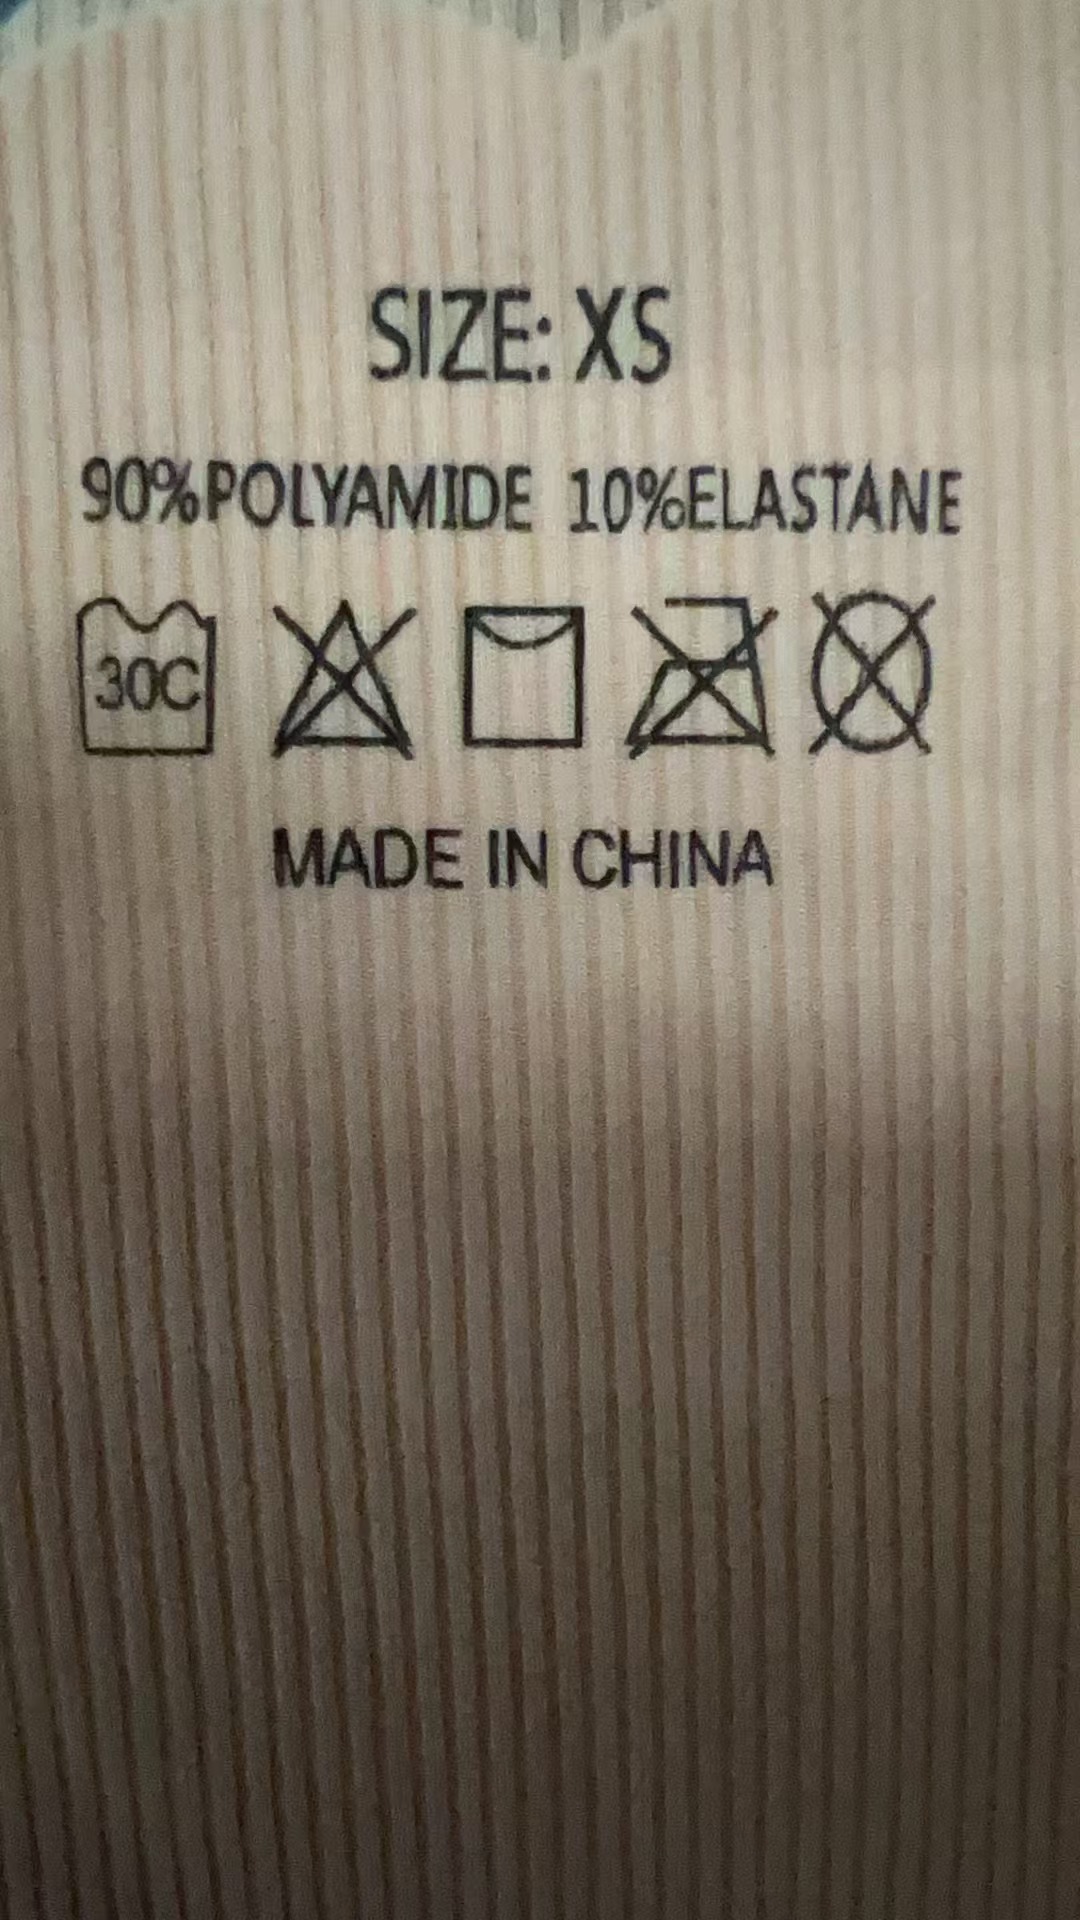 SIZE: XS
90%POLYAMIDE 10%ELASTANE
30C
MADE IN CHINA